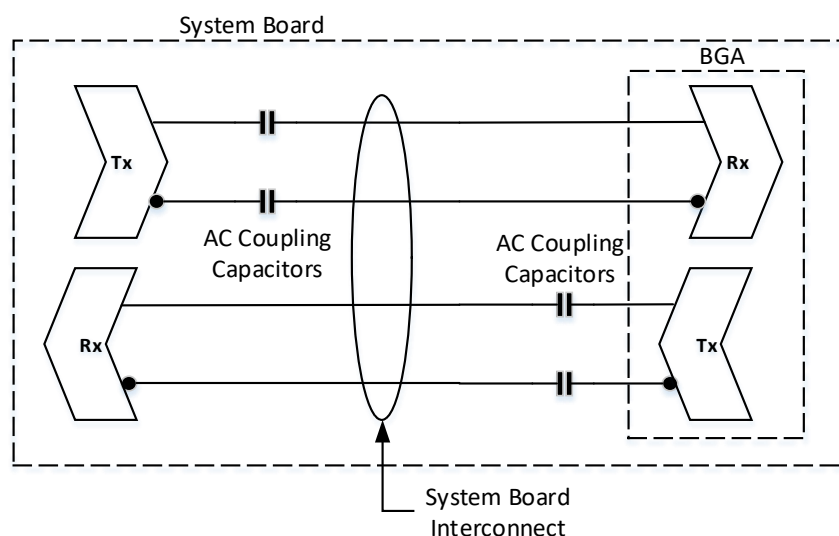 System Board
BGA
Tx
Rx
AC Coupling
Capacitors
AC Coupling
Capacitors
Rx
Tx
System Board
Interconnect